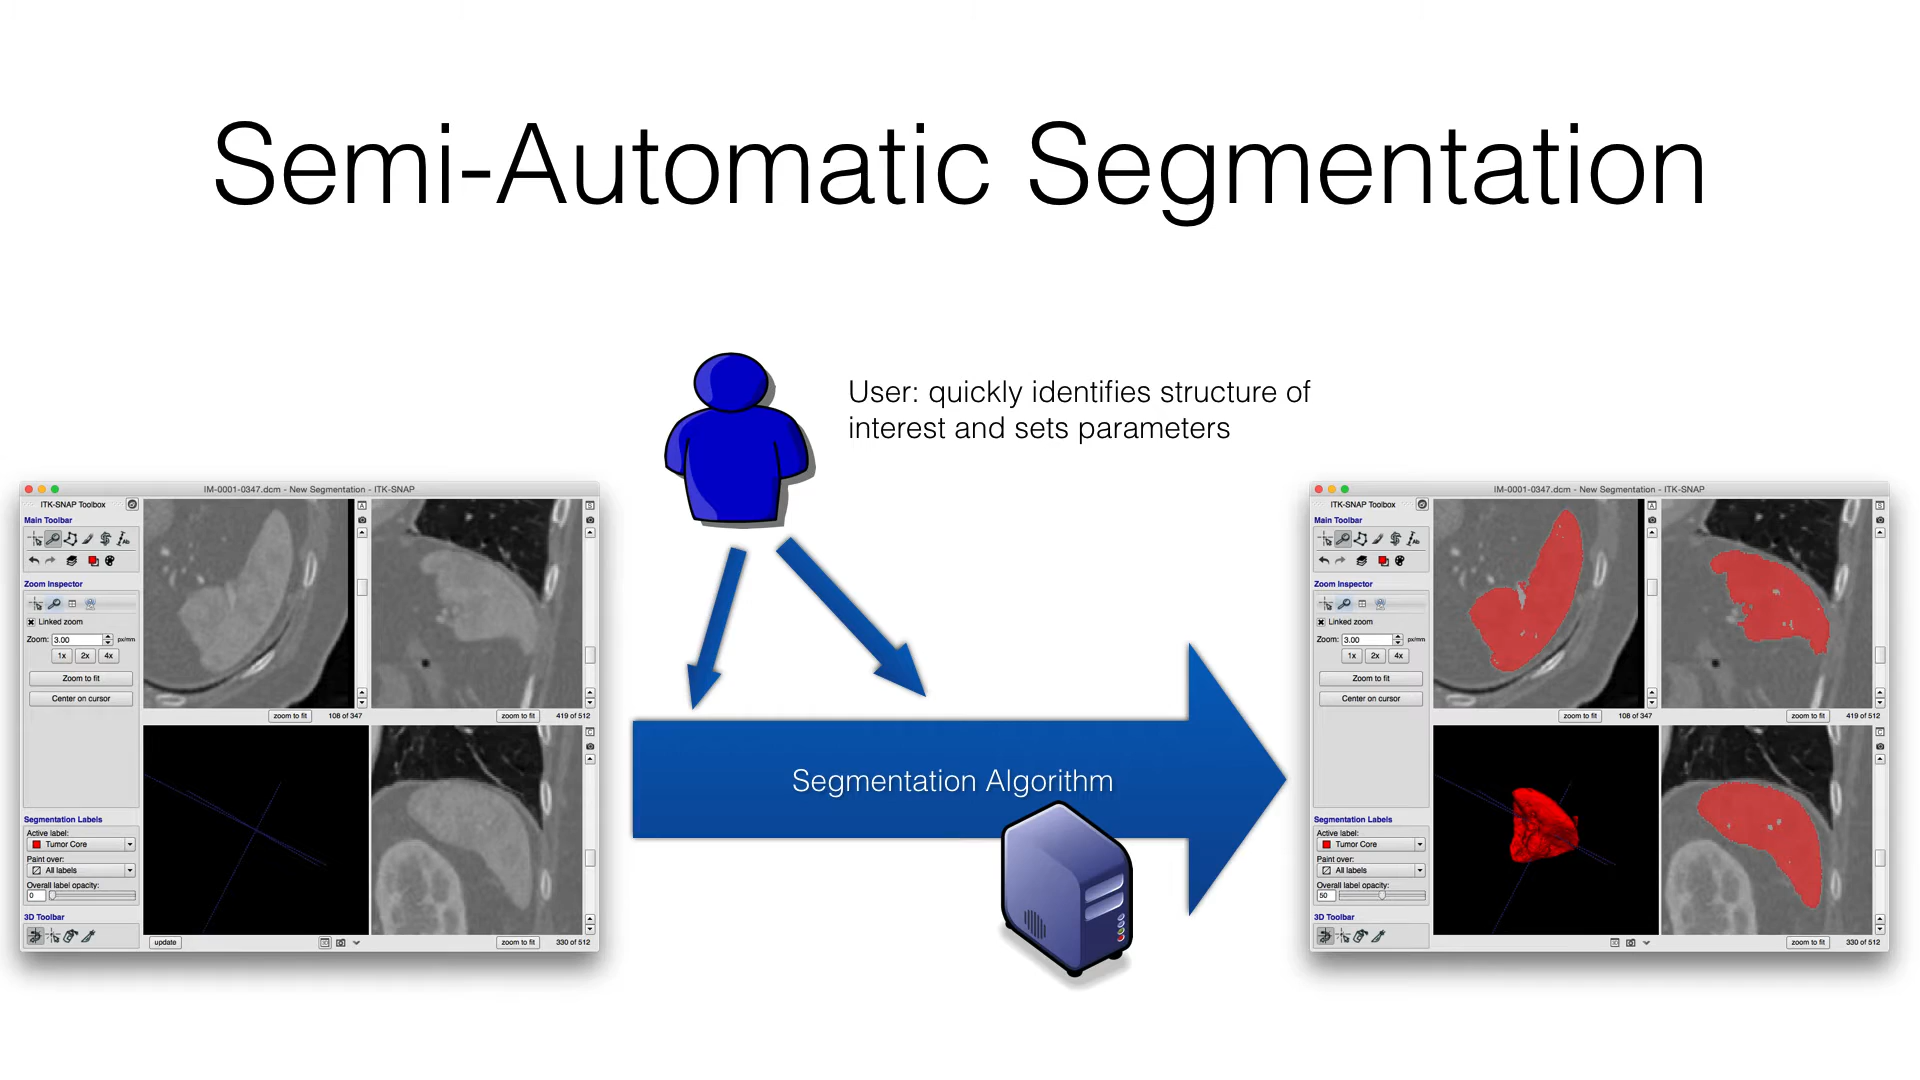 Semi-Automatic Segmentation
User: quickly identifies structure of
interest and sets parameters
IM-0001-0347.dcm - New Segmentation - ITK-SNAP
ITK-SNAP Toolbox
Main Toolbar
Zoom Inspector
Linked zoom
Zoom: 3.00 px/mm
1x 2x 4x
Zoom to fit
Center on cursor
Segmentation Labels
Active label:
Tumor Core
Paint over:
All labels
Overall label opacity:
0
3D Toolbar
zoom to fit 108 of 347
zoom to fit 419 of 512
update
zoom to fit 330 of 512
Segmentation Algorithm
IM-0001-0347.dcm - New Segmentation - ITK-SNAP
ITK-SNAP Toolbox
Main Toolbar
Zoom Inspector
Linked zoom
Zoom: 3.00 px/mm
1x 2x 4x
Zoom to fit
Center on cursor
Segmentation Labels
Active label:
Tumor Core
Paint over:
All labels
Overall label opacity:
50
3D Toolbar
zoom to fit 108 of 347
zoom to fit 419 of 512
zoom to fit 330 of 512